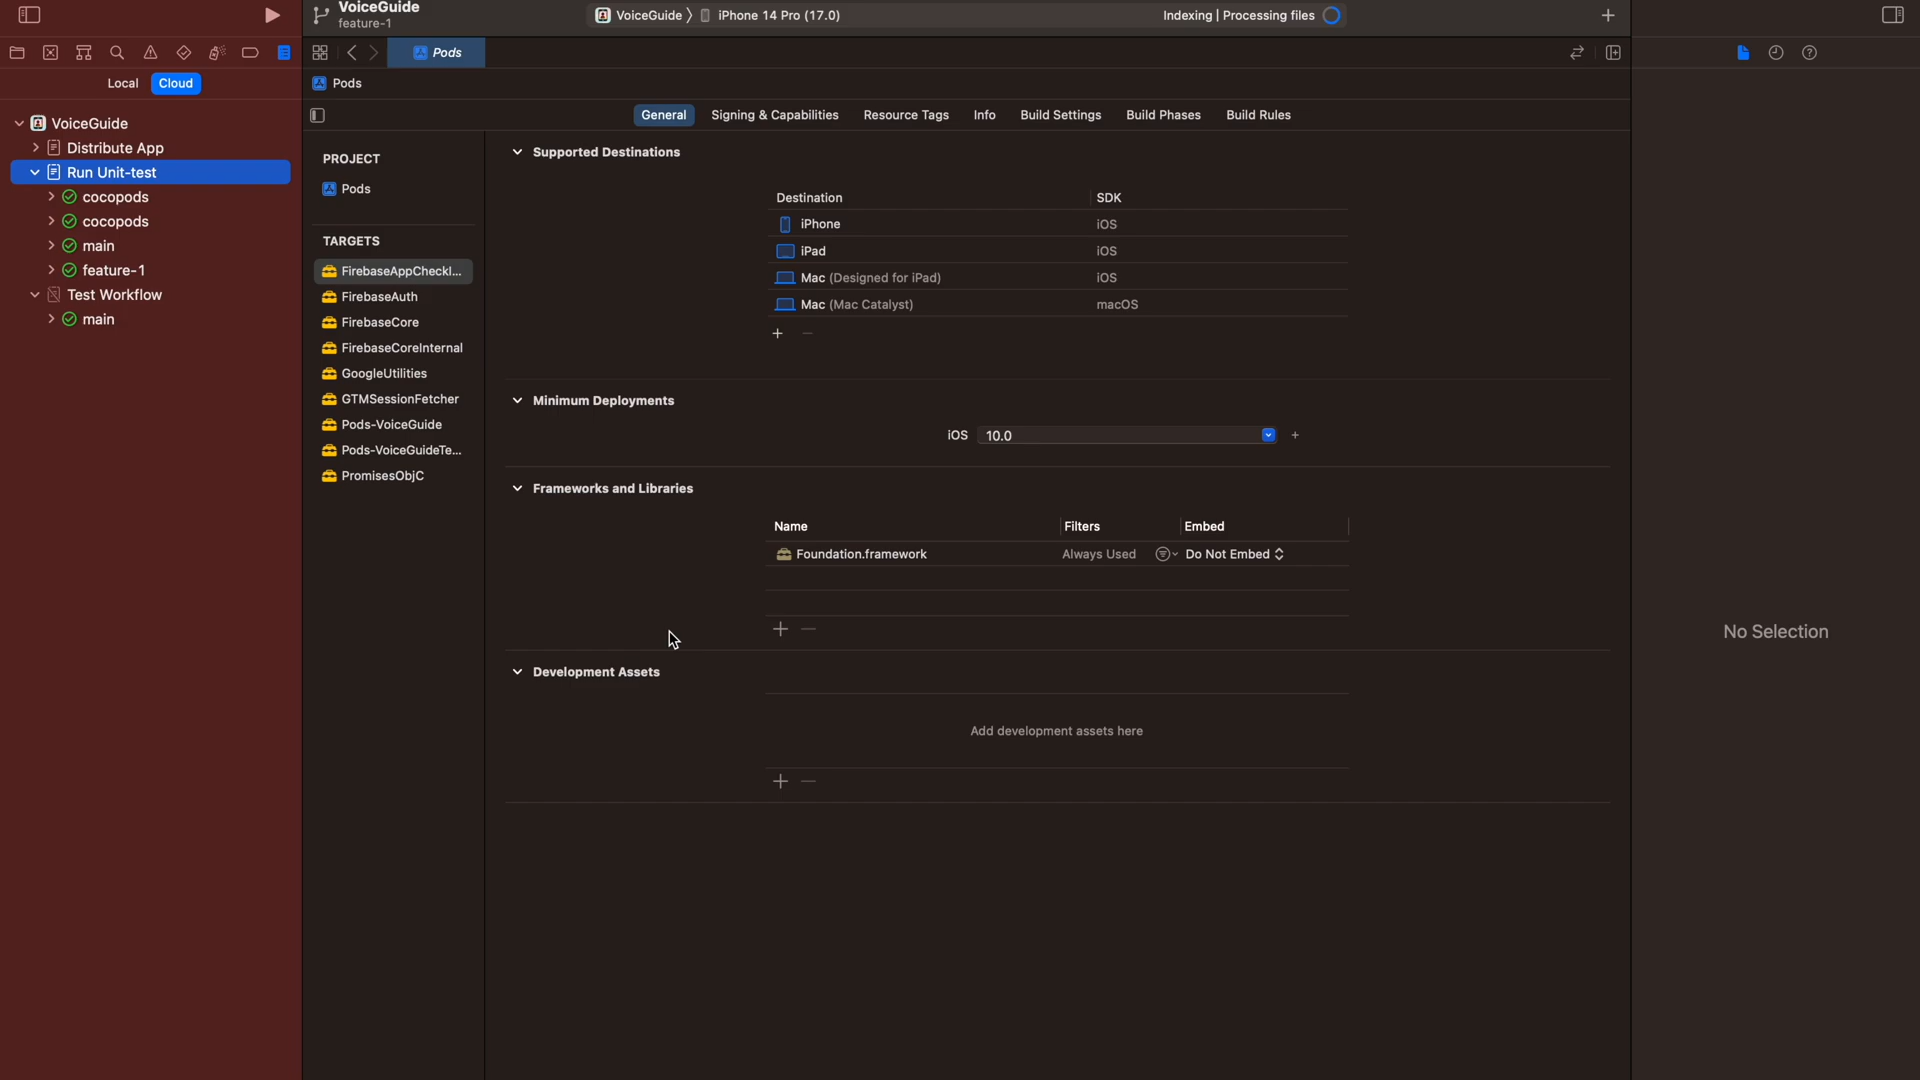 VoiceGuide
feature-1
VoiceGuide
iPhone 14 Pro (17.0)
Indexing | Processing files
Pods
Local
Cloud
Pods
General
Signing & Capabilities
Resource Tags
Info
Build Settings
Build Phases
Build Rules
VoiceGuide
Distribute App
Run Unit-test
cocopods
cocopods
main
feature-1
Test Workflow
main
PROJECT
Pods
TARGETS
FirebaseAppCheckI...
FirebaseAuth
FirebaseCore
FirebaseCoreInternal
GoogleUtilities
GTMSessionFetcher
Pods-VoiceGuide
Pods-VoiceGuideTe...
PromisesObjC
Supported Destinations
Destination
SDK
iPhone
iOS
iPad
iOS
Mac (Designed for iPad)
iOS
Mac (Mac Catalyst)
macOS
Minimum Deployments
iOS
10.0
Frameworks and Libraries
Name
Filters
Embed
Foundation.framework
Always Used
Do Not Embed
Development Assets
Add development assets here
No Selection